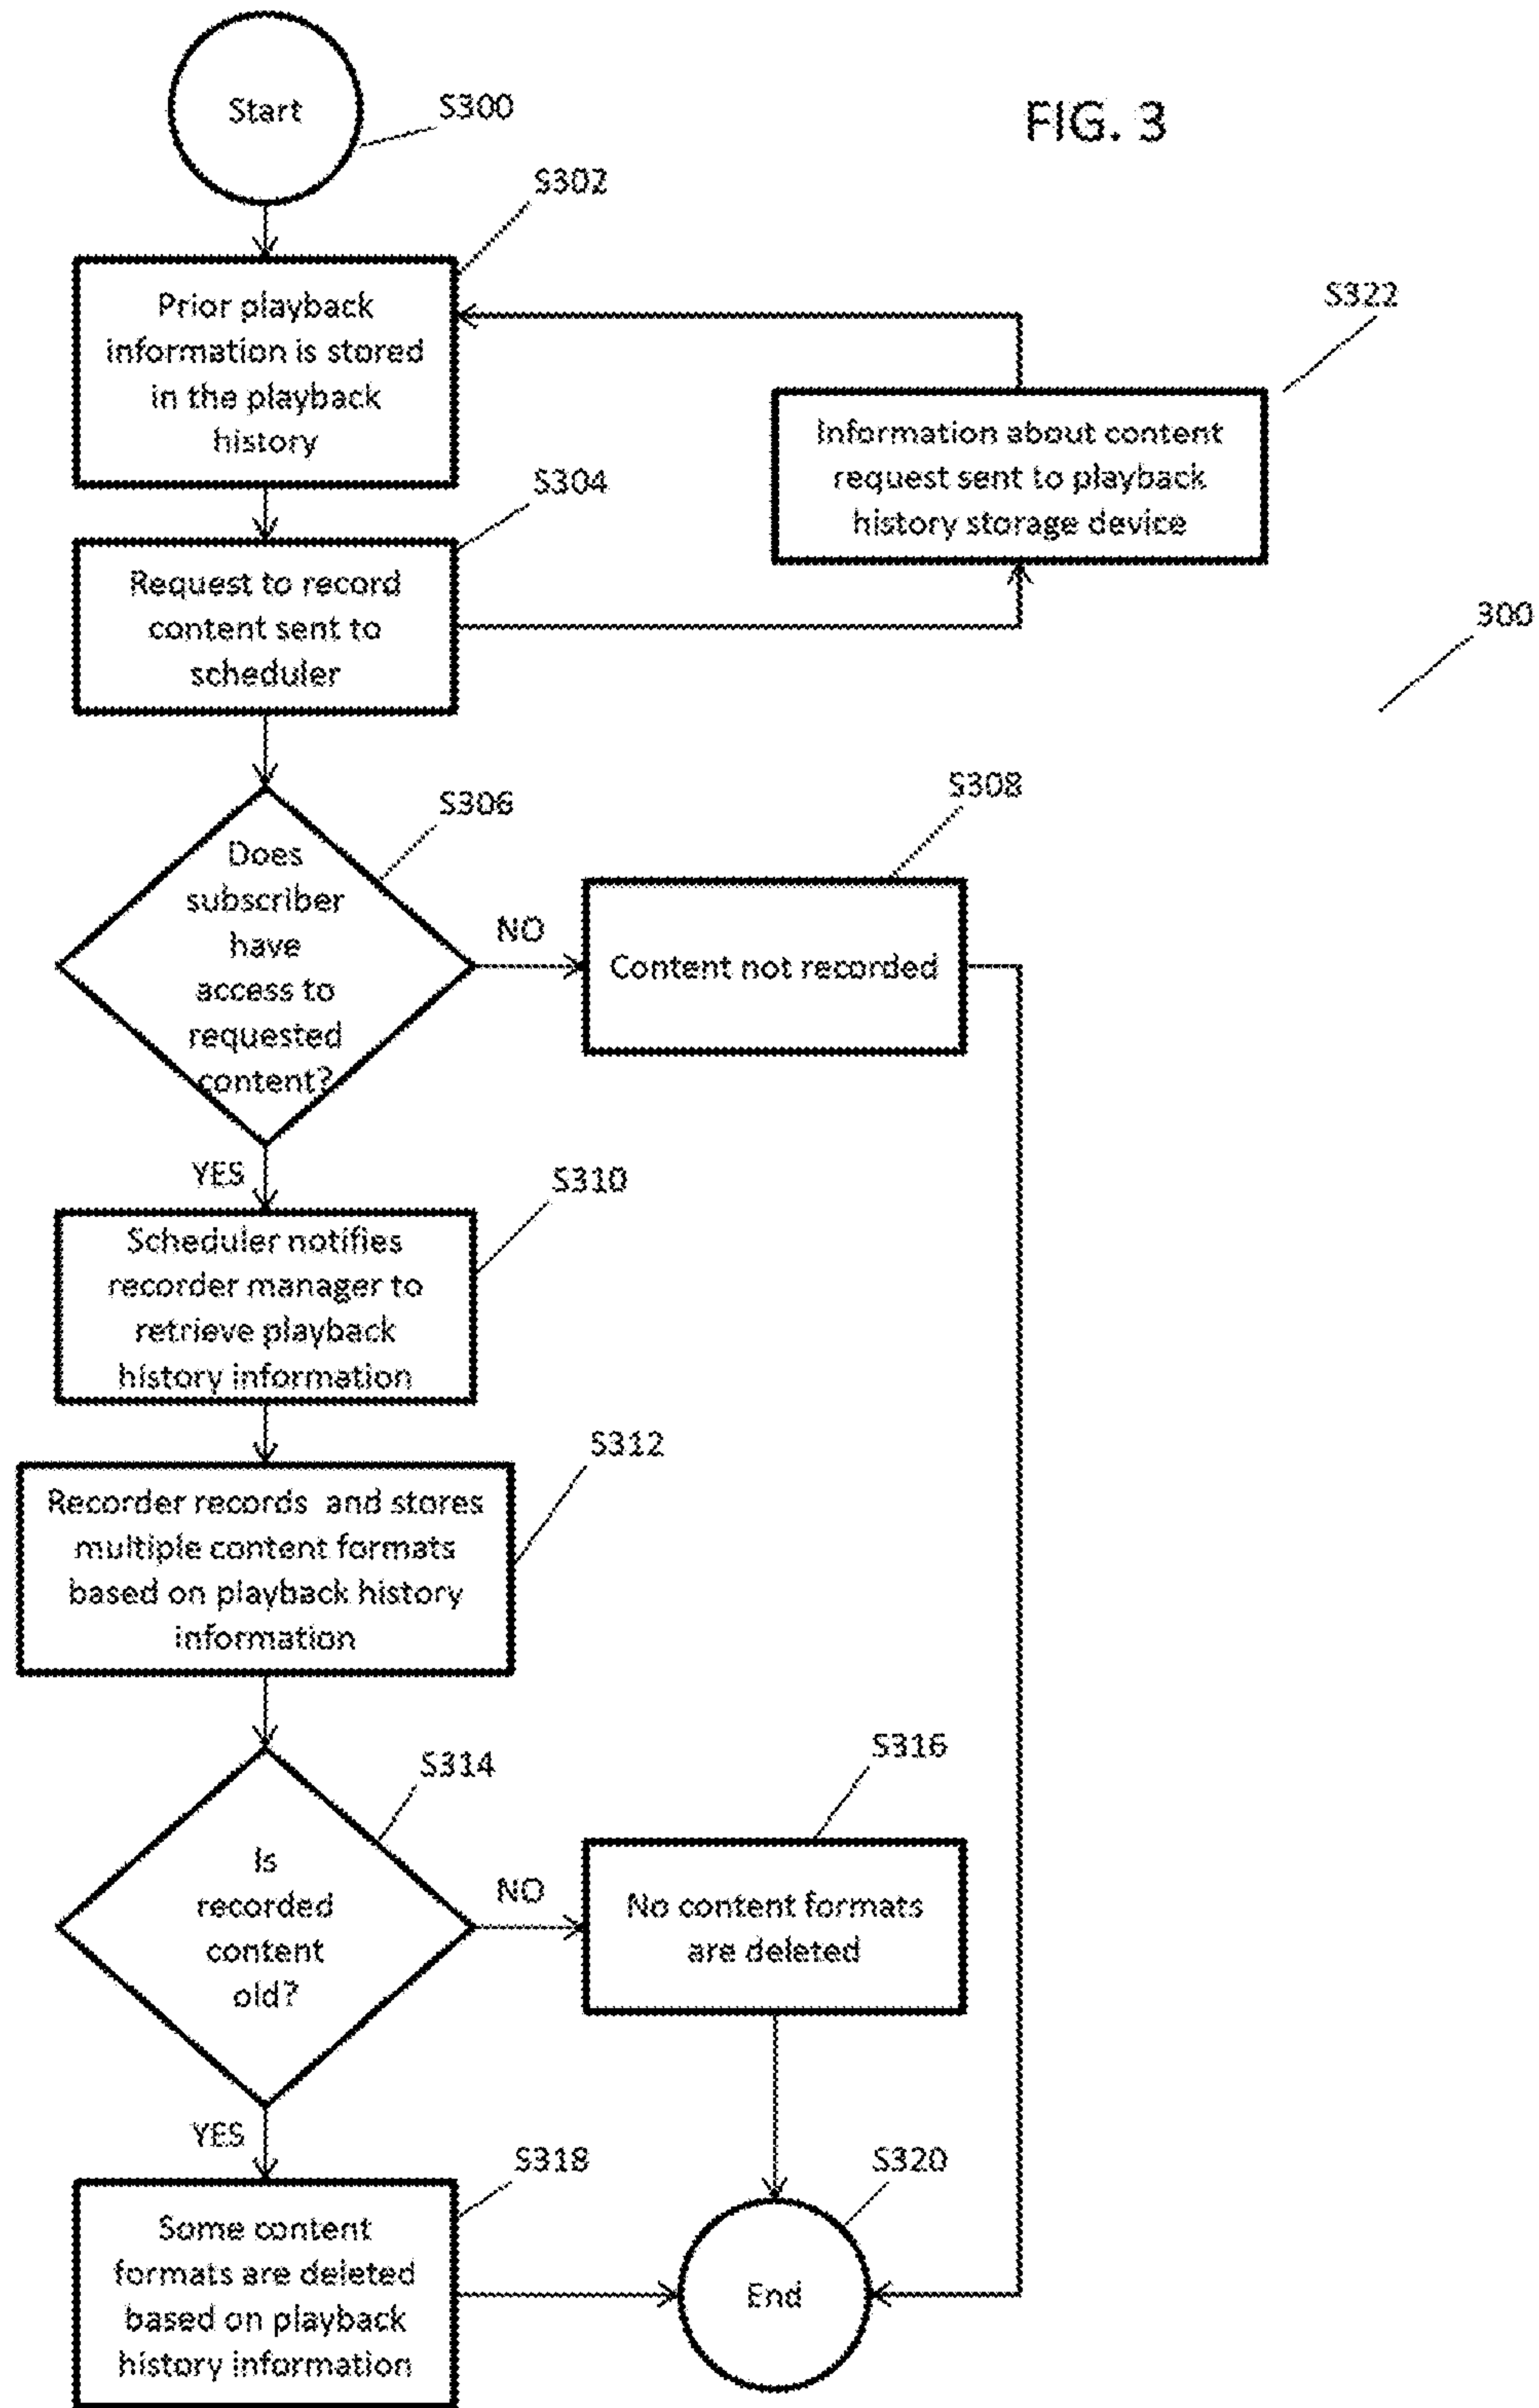 Start
S300
FIG. 3
S302
Prior playback
information is stored
in the playback
history
S322
Information about content
request sent to playback
history storage device
S304
Request to record
content sent to
scheduler
300
S306
Does
subscriber
have
access to
requested
content?
NO
S308
Content not recorded
YES
S310
Scheduler notifies
recorder manager to
retrieve playback
history information
S312
Recorder records and stores
multiple content formats
based on playback history
information
S314
Is
recorded
content
old?
NO
S316
No content formats
are deleted
YES
S318
Some content
formats are deleted
based on playback
history information
S320
End